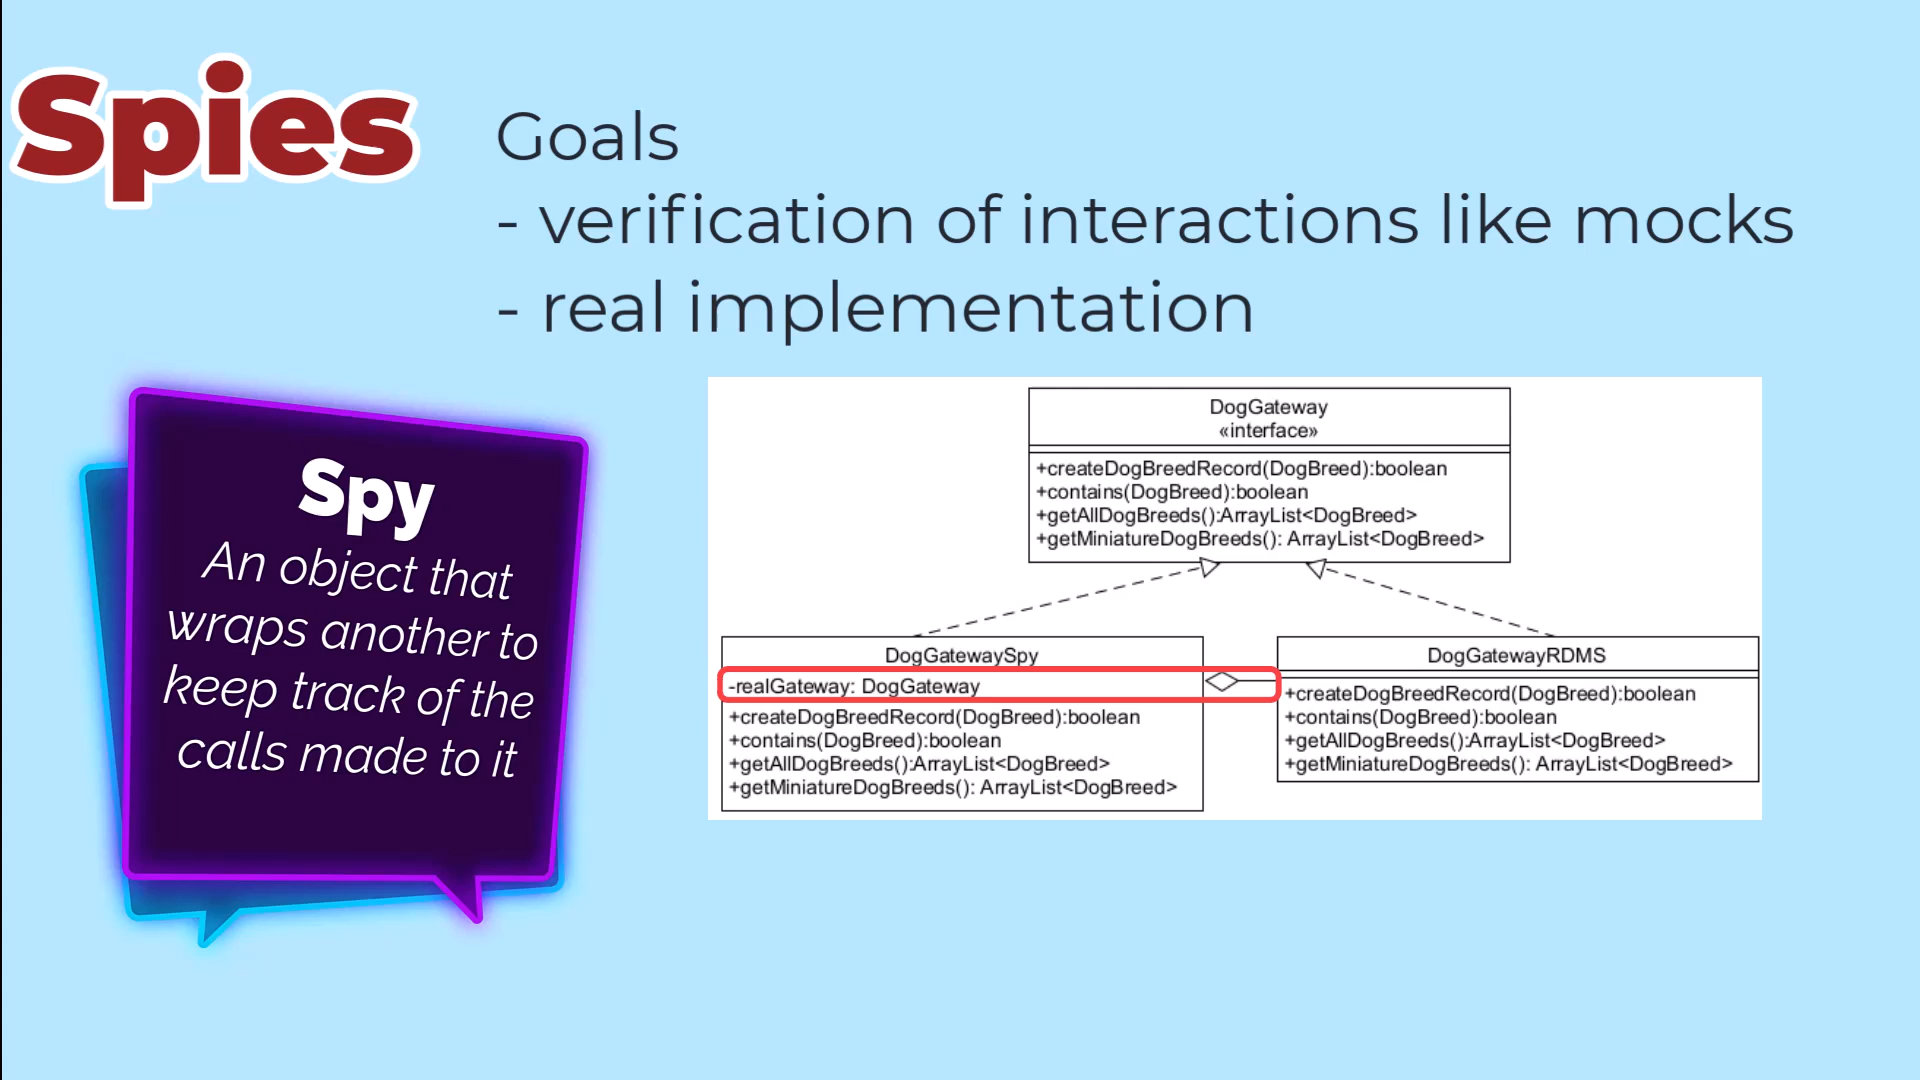 Spies
Goals
- verification of interactions like mocks
- real implementation
Spy
An object that
wraps another to
keep track of the
calls made to it
DogGateway
«interface»
+createDogBreedRecord(DogBreed):boolean
+contains(DogBreed):boolean
+getAllDogBreeds():ArrayList<DogBreed>
+getMiniatureDogBreeds(): ArrayList<DogBreed>
DogGatewaySpy
-realGateway: DogGateway
+createDogBreedRecord(DogBreed):boolean
+contains(DogBreed):boolean
+getAllDogBreeds():ArrayList<DogBreed>
+getMiniatureDogBreeds(): ArrayList<DogBreed>
DogGatewayRDMS
+createDogBreedRecord(DogBreed):boolean
+contains(DogBreed):boolean
+getAllDogBreeds():ArrayList<DogBreed>
+getMiniatureDogBreeds(): ArrayList<DogBreed>